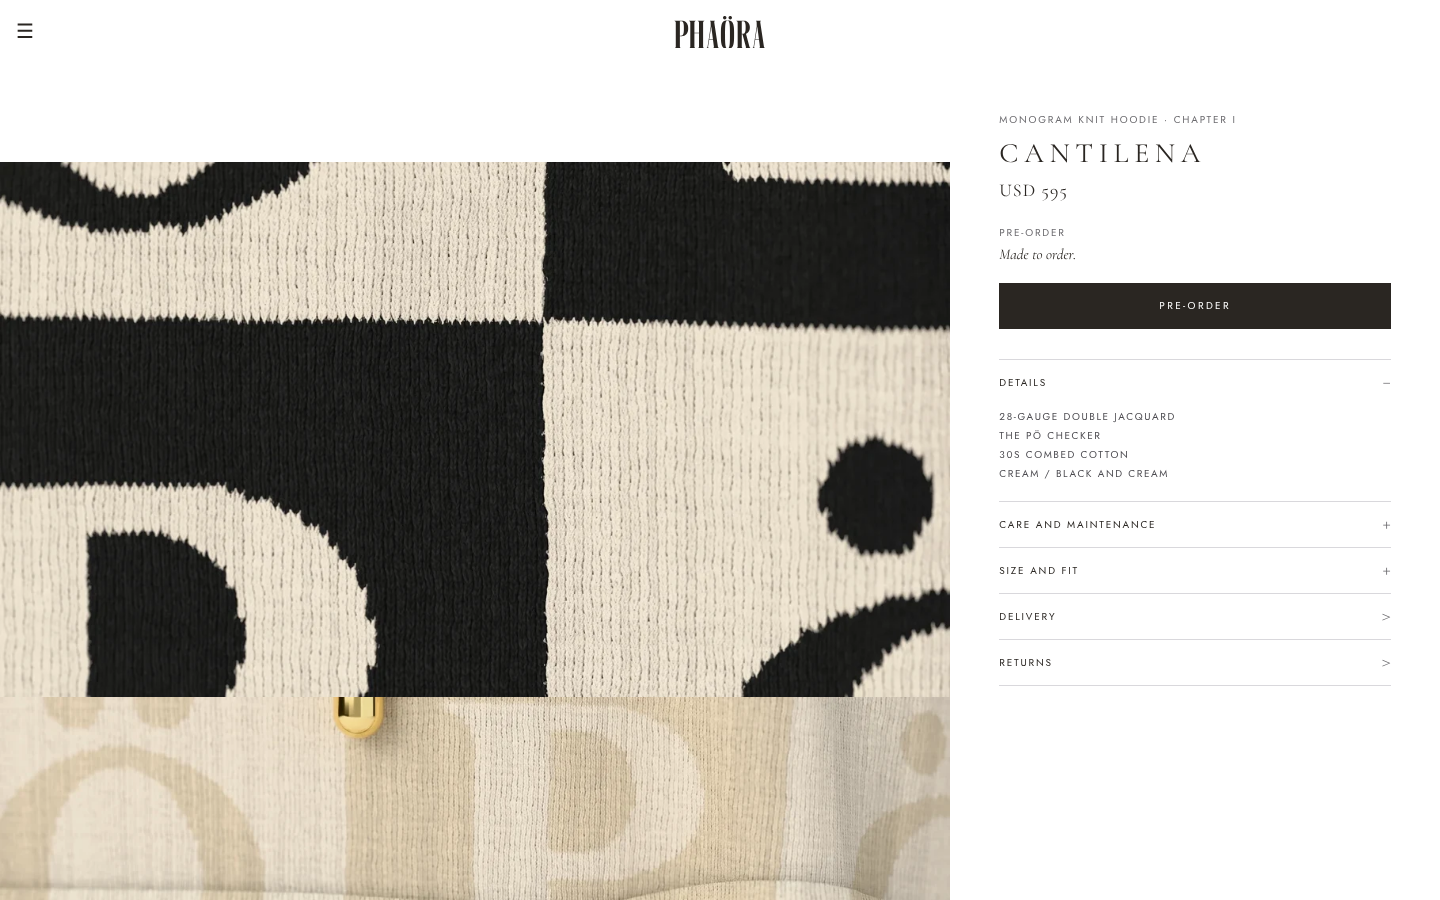 PHAÖRA
MONOGRAM KNIT HOODIE · CHAPTER I
CANTILENA
USD 595
PRE-ORDER
Made to order.
PRE-ORDER
DETAILS
28-GAUGE DOUBLE JACQUARD
THE PÖ CHECKER
30S COMBED COTTON
CREAM / BLACK AND CREAM
CARE AND MAINTENANCE
SIZE AND FIT
DELIVERY
RETURNS
P
ö P